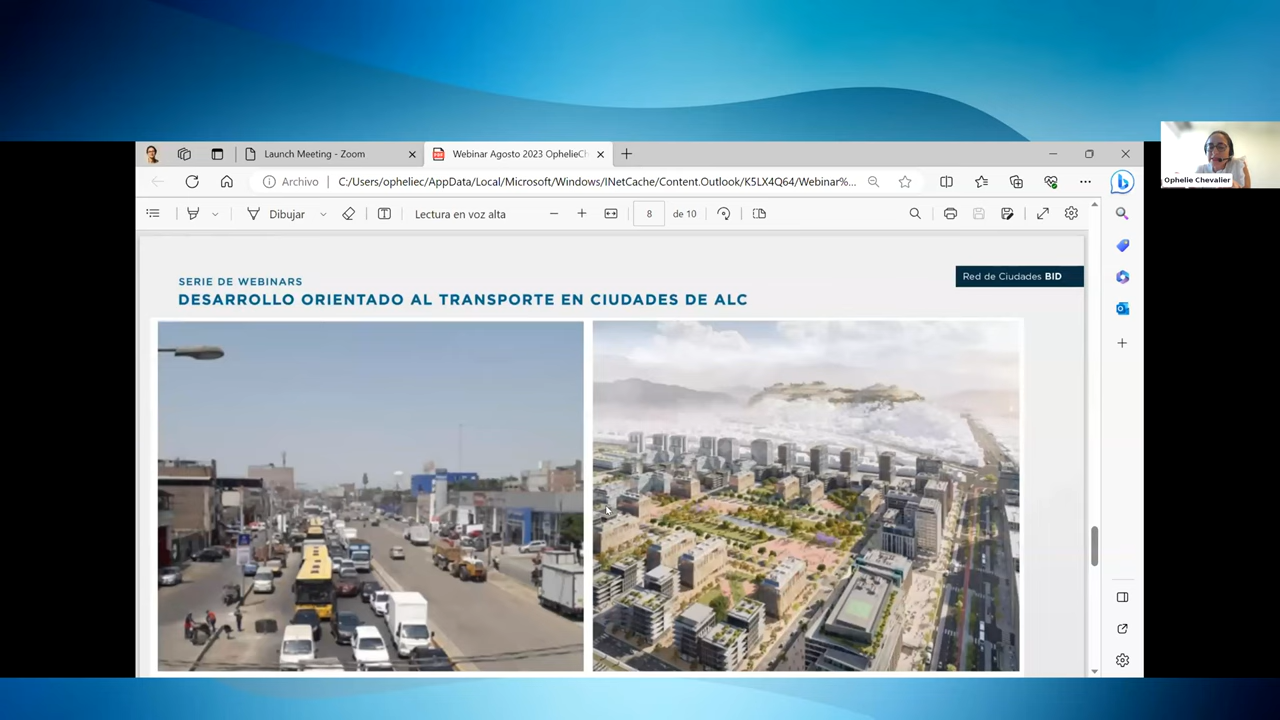 Launch Meeting - Zoom
Webinar Agosto 2023 OphelieCh
Archivo
C:/Users/opheliec/AppData/Local/Microsoft/Windows/INetCache/Content.Outlook/K5LX4Q64/Webinar%...
Dibujar
Lectura en voz alta
8
de 10
Ophelie Chevalier
SERIE DE WEBINARS
Red de Ciudades BID
DESARROLLO ORIENTADO AL TRANSPORTE EN CIUDADES DE ALC